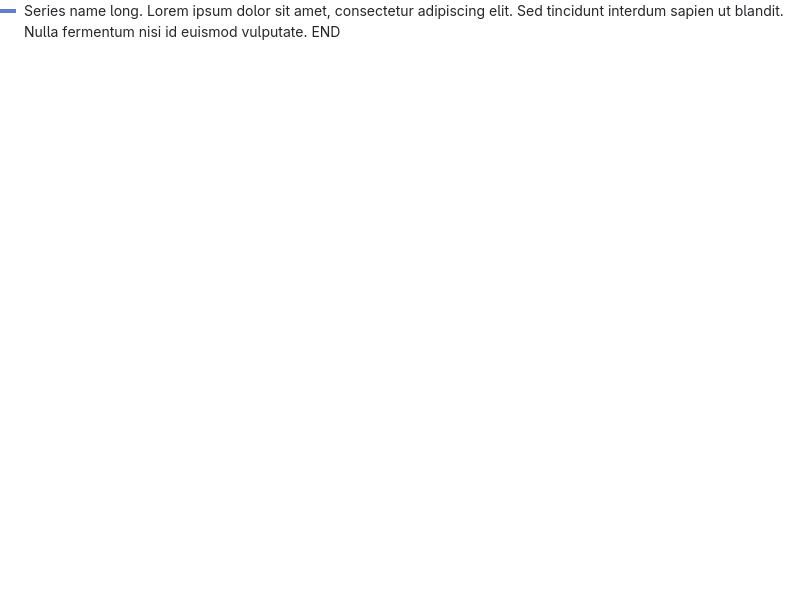 Series name long. Lorem ipsum dolor sit amet, consectetur adipiscing elit. Sed tincidunt interdum sapien ut blandit.
Nulla fermentum nisi id euismod vulputate. END